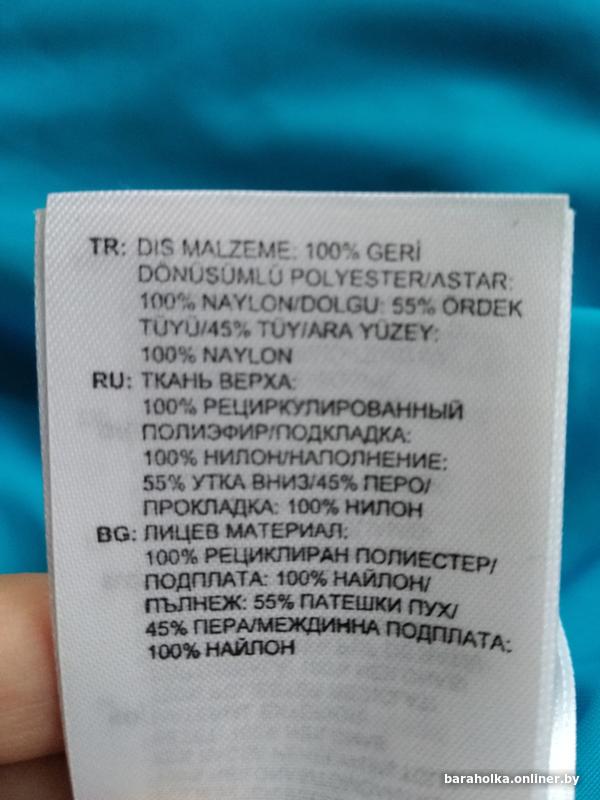 TR: DIS MALZEME: 100% GERİ
DÖNÜSÜMLÜ POLYESTER/ASTAR:
100% NAYLON/DOLGU: 55% ÖRDEK
TÜYÜ/45% TÜY/ARA YÜZEY:
100% NAYLON
RU: ТКАНЬ ВЕРХА:
100% РЕЦИРКУЛИРОВАННЫЙ
ПОЛИЭФИР/ПОДКЛАДКА:
100% НИЛОН/НАПОЛНЕНИЕ:
55% УТКА ВНИЗ/45% ПЕРО/
ПРОКЛАДКА: 100% НИЛОН
BG: ЛИЦЕВ МАТЕРИАЛ:
100% РЕЦИКЛИРАН ПОЛИЕСТЕР/
ПОДПЛАТА: 100% НАЙЛОН/
ПЪЛНЕЖ: 55% ПАТЕШКИ ПУХ/
45% ПЕРА/МЕЖДИННА ПОДПЛАТА:
100% НАЙЛОН
baraholka.onliner.by